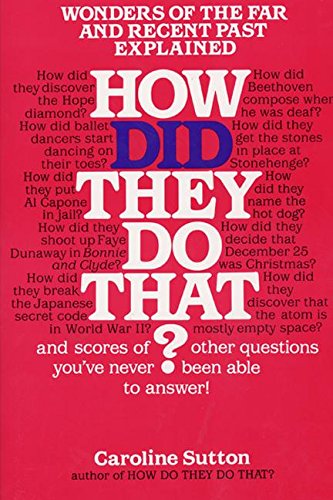 WONDERS OF THE FAR
AND RECENT PAST
EXPLAINED
HOW
DID
THEY
DO
THAT
?
How did
they discover
the Hope
diamond?
How did ballet
dancers start
dancing on
their toes?
How did
they put
Al Capone
in Jail?
How did they
shoot up Faye
Dunaway in Bonnie
and Clyde?
How did
they break
the Japanese
secret code
in World War II?
How did
Beethoven
compose when
he was deaf?
How did they
get the stones
in place at
Stonehenge?
How did
they
name the
hot dog?
How did they
decide that
December 25
was Christmas?
How did
they
discover that
the atom is
mostly empty space?
and scores of other questions
you've never been able
to answer!
Caroline Sutton
author of HOW DO THEY DO THAT?